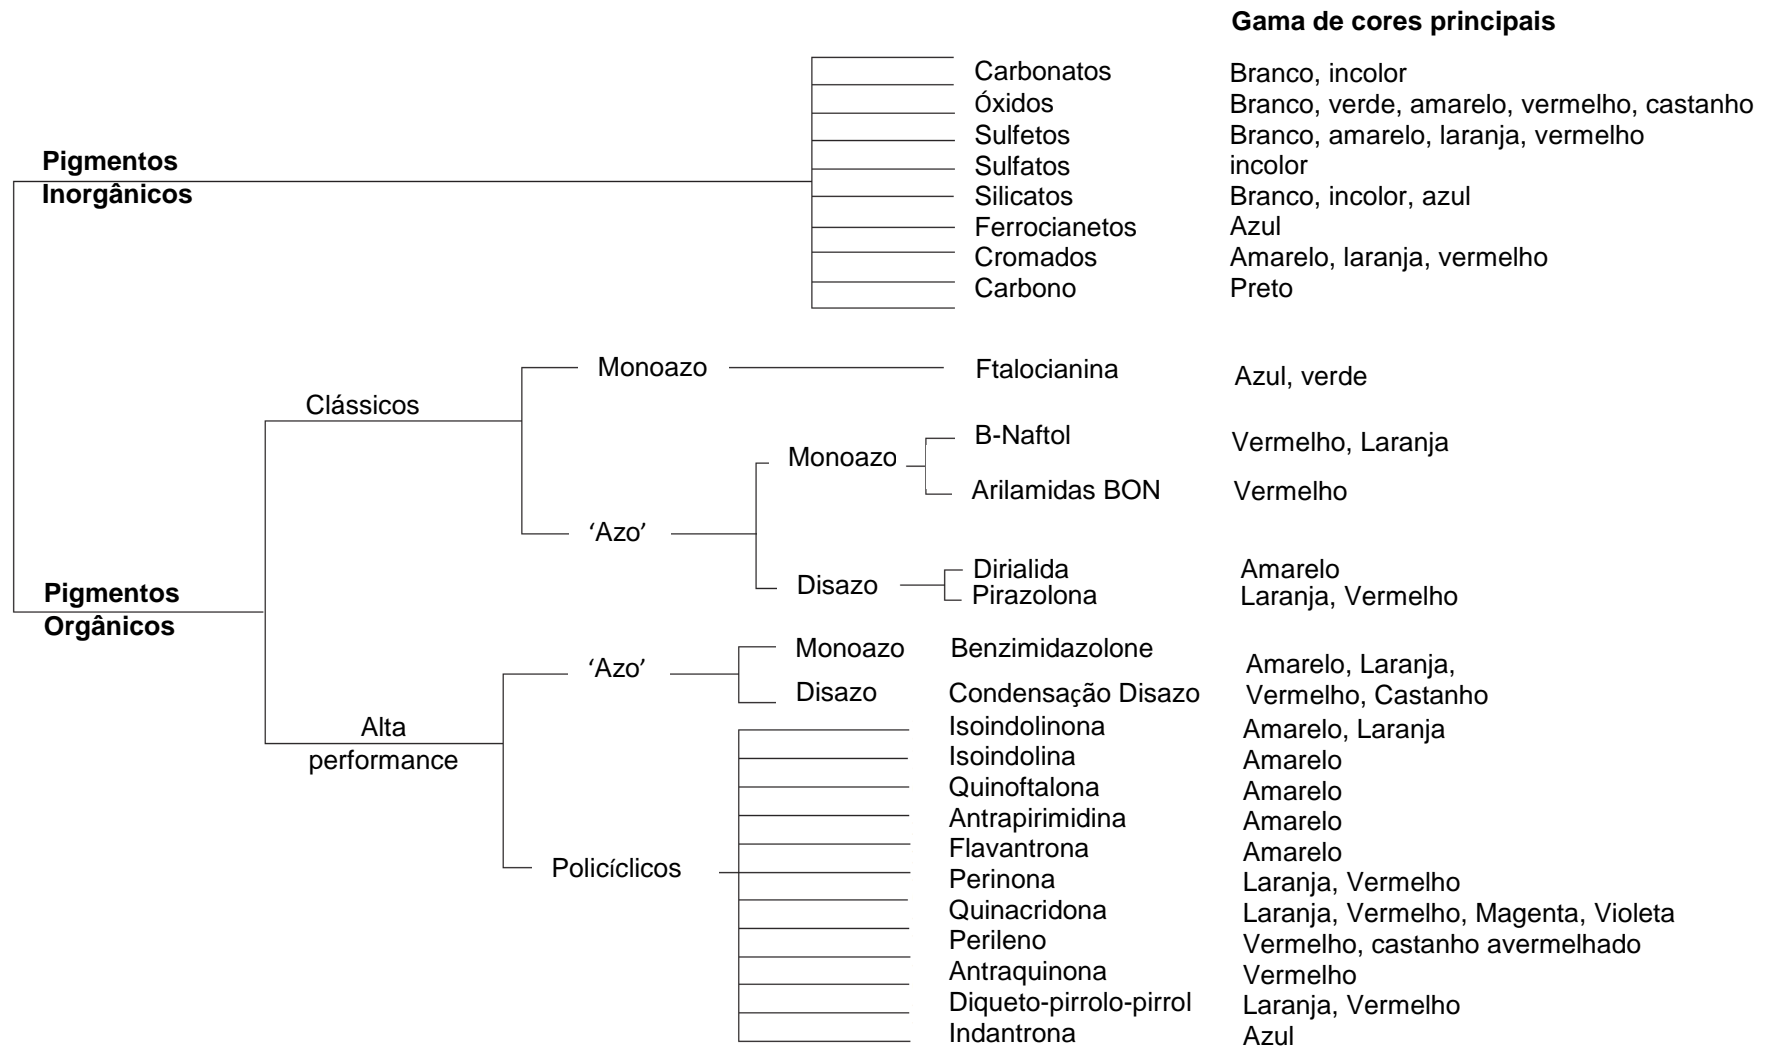 Gama de cores principais
Pigmentos
Inorgânicos
Carbonatos Branco, incolor
Óxidos Branco, verde, amarelo, vermelho, castanho
Sulfetos Branco, amarelo, laranja, vermelho
Sulfatos incolor
Silicatos Branco, incolor, azul
Ferrocianetos Azul
Cromados Amarelo, laranja, vermelho
Carbono Preto
Pigmentos
Orgânicos
Clássicos
Monoazo Ftalocianina Azul, verde
‘Azo’
Monoazo
B-Naftol Vermelho, Laranja
Arilamidas BON Vermelho
Disazo
Dirialida Amarelo
Pirazolona Laranja, Vermelho
Alta
performance
‘Azo’
Monoazo Benzimidazolone Amarelo, Laranja,
Disazo Condensação Disazo Vermelho, Castanho
Policíclicos
Isoindolinona Amarelo, Laranja
Isoindolina Amarelo
Quinoftalona Amarelo
Antrapirimidina Amarelo
Flavantrona Amarelo
Perinona Laranja, Vermelho
Quinacridona Laranja, Vermelho, Magenta, Violeta
Perileno Vermelho, castanho avermelhado
Antraquinona Vermelho
Diqueto-pirrolo-pirrol Laranja, Vermelho
Indantrona Azul